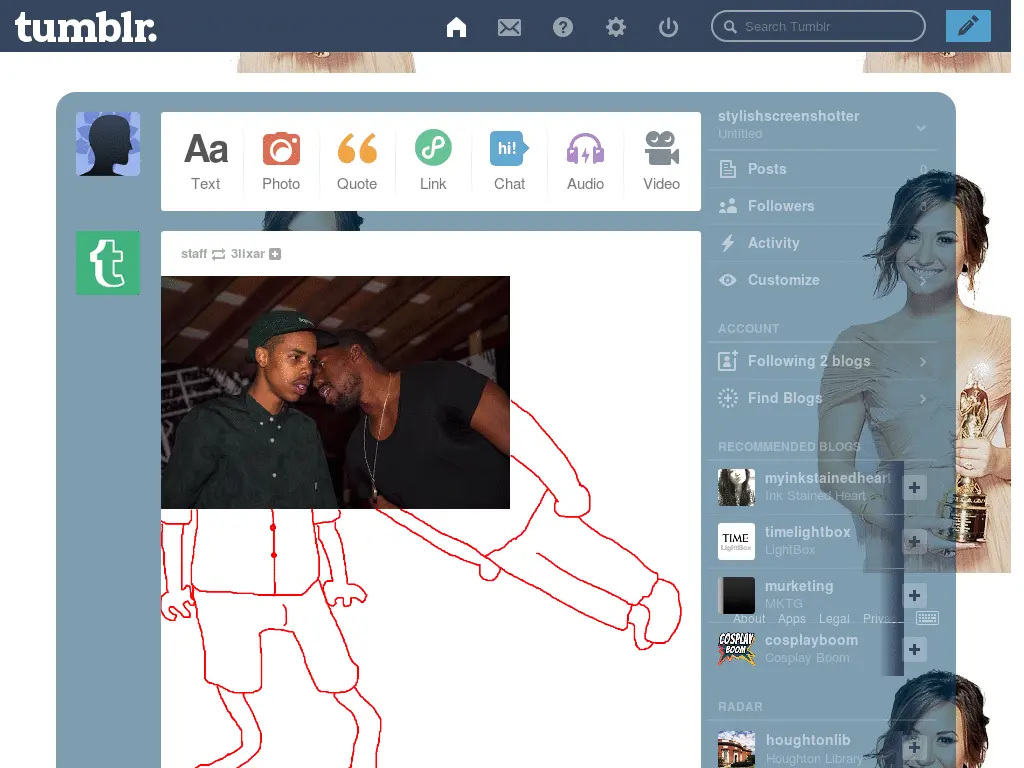 tumblr.
Search Tumblr
Aa
hi!
Text
Photo
Quote
Link
Chat
Audio
Video
stylishscreenshotter
Untitled
Posts
0
Followers
Activity
Customize
ACCOUNT
Following 2 blogs
Find Blogs
RECOMMENDED BLOGS
myinkstainedheart
Ink Stained Heart
TIME
LightBox
timelightbox
LightBox
murketing
MKTG
About Apps Legal
COSPLAY
BOOM
cosplayboom
Cosplay Boom
RADAR
houghtonlib
Houghton Library
t
staff 3lixar